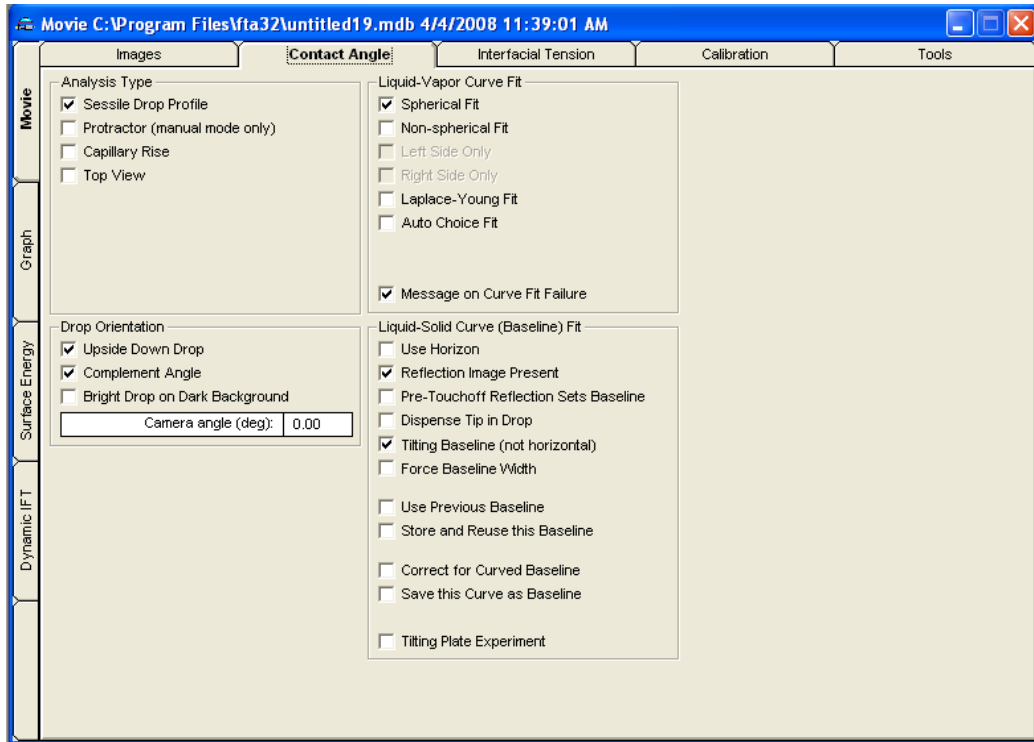 Movie C:\Program Files\fta32\untitled19.mdb 4/4/2008 11:39:01 AM
Images
Contact Angle
Interfacial Tension
Calibration
Tools
Movie
Graph
Surface Energy
Dynamic IFT
Analysis Type
Sessile Drop Profile
Protractor (manual mode only)
Capillary Rise
Top View
Liquid-Vapor Curve Fit
Spherical Fit
Non-spherical Fit
Left Side Only
Right Side Only
Laplace-Young Fit
Auto Choice Fit
Message on Curve Fit Failure
Drop Orientation
Upside Down Drop
Complement Angle
Bright Drop on Dark Background
Camera angle (deg): 0.00
Liquid-Solid Curve (Baseline) Fit
Use Horizon
Reflection Image Present
Pre-Touchoff Reflection Sets Baseline
Dispense Tip in Drop
Tilting Baseline (not horizontal)
Force Baseline Width
Use Previous Baseline
Store and Reuse this Baseline
Correct for Curved Baseline
Save this Curve as Baseline
Tilting Plate Experiment